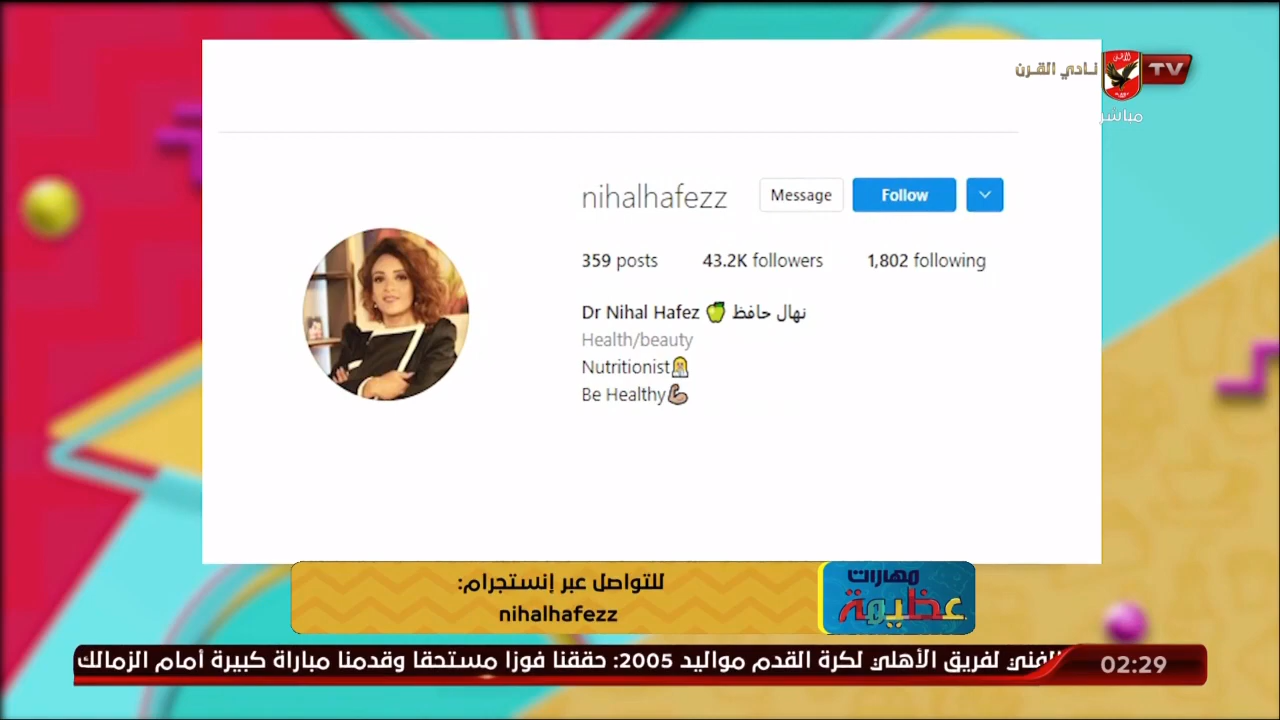 نادي القرن
TV
مباشر
nihalhafezz Message Follow
359 posts 43.2K followers 1,802 following
Dr Nihal Hafez 🍏 نهال حافظ
Health/beauty
Nutritionist
Be Healthy💪
للتواصل عبر إنستجرام:
nihalhafezz
مهارات
عظيمة
الفني لفريق الأهلي لكرة القدم مواليد 2005: حققنا فوزا مستحقا وقدمنا مباراة كبيرة أمام الزمالك
02:29